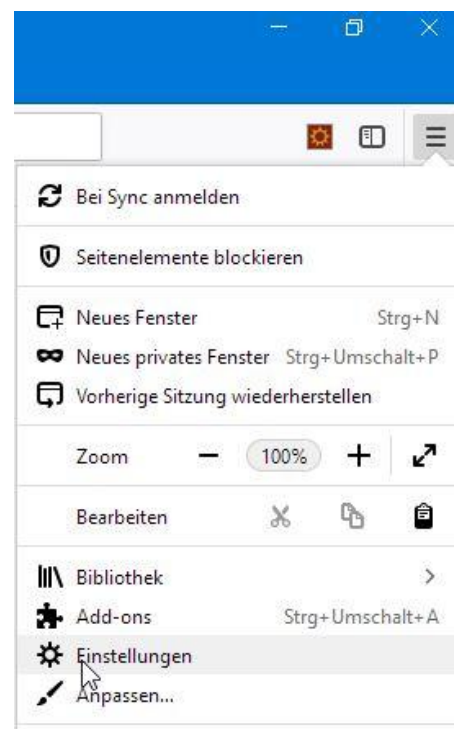 Bei Sync anmelden
Seitenelemente blockieren
Neues Fenster Strg+N
Neues privates Fenster Strg+Umschalt+P
Vorherige Sitzung wiederherstellen
Zoom 100%
Bearbeiten
Bibliothek
Add-ons Strg+Umschalt+A
Einstellungen
Anpassen...